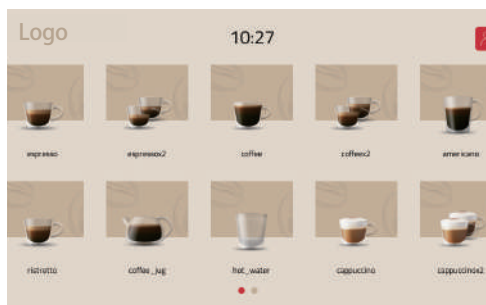 Logo
10:27
espresso
espressox2
coffee
coffeex2
americano
ristretto
coffee_jug
hot_water
cappuccino
cappuccinox2